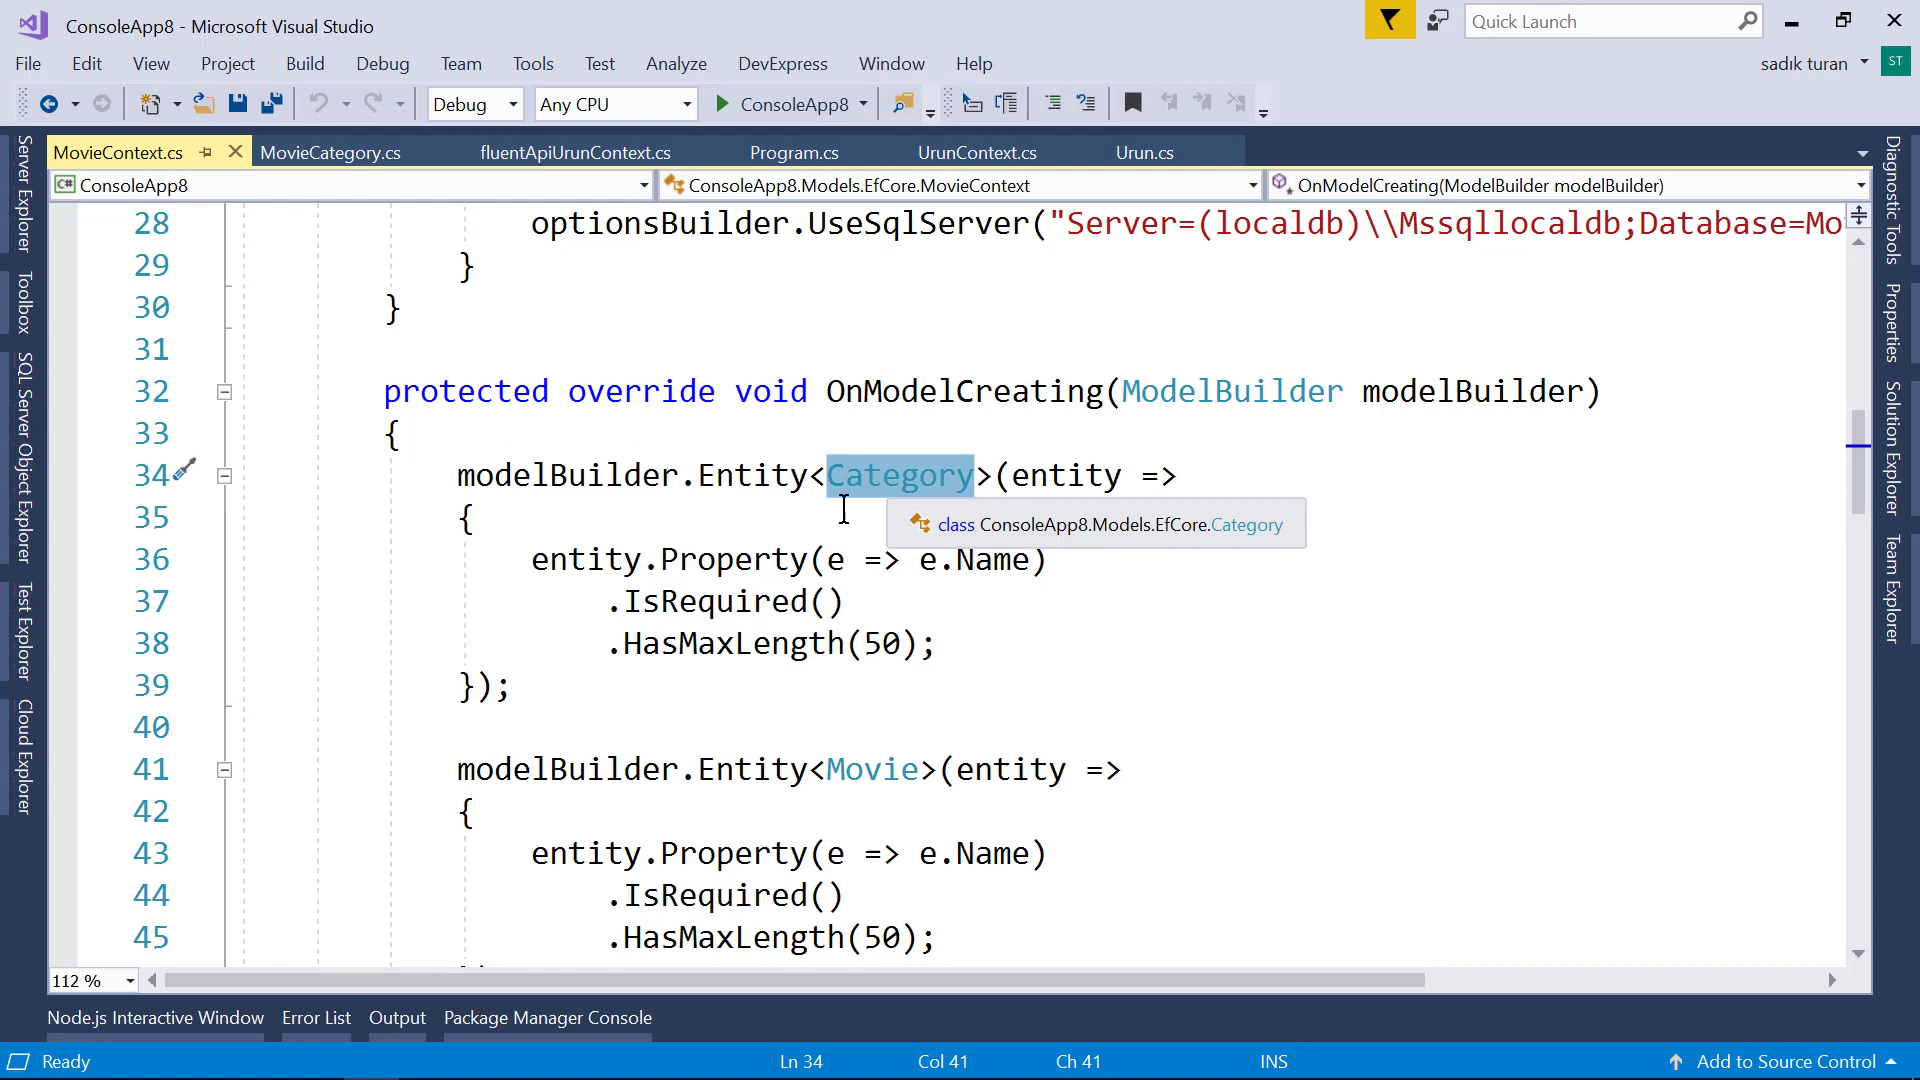 ConsoleApp8 - Microsoft Visual Studio
Quick Launch
File Edit View Project Build Debug Team Tools Test Analyze DevExpress Window Help
sadık turan ST
Debug Any CPU ConsoleApp8
MovieContext.cs MovieCategory.cs fluentApiUrunContext.cs Program.cs UrunContext.cs Urun.cs
C# ConsoleApp8 ConsoleApp8.Models.EfCore.MovieContext OnModelCreating(ModelBuilder modelBuilder)
Server Explorer
Toolbox
SQL Server Object Explorer
Test Explorer
Cloud Explorer
28 optionsBuilder.UseSqlServer("Server=(localdb)\\Mssqllocaldb;Database=Mo
29 }
30 }
31
32 protected override void OnModelCreating(ModelBuilder modelBuilder)
33 {
34 modelBuilder.Entity<Category>(entity =>
35 {
class ConsoleApp8.Models.EfCore.Category
36 entity.Property(e => e.Name)
37 .IsRequired()
38 .HasMaxLength(50);
39 });
40
41 modelBuilder.Entity<Movie>(entity =>
42 {
43 entity.Property(e => e.Name)
44 .IsRequired()
45 .HasMaxLength(50);
Diagnostic Tools
Properties
Solution Explorer
Team Explorer
112 %
Node.js Interactive Window Error List Output Package Manager Console
Ready Ln 34 Col 41 Ch 41 INS Add to Source Control